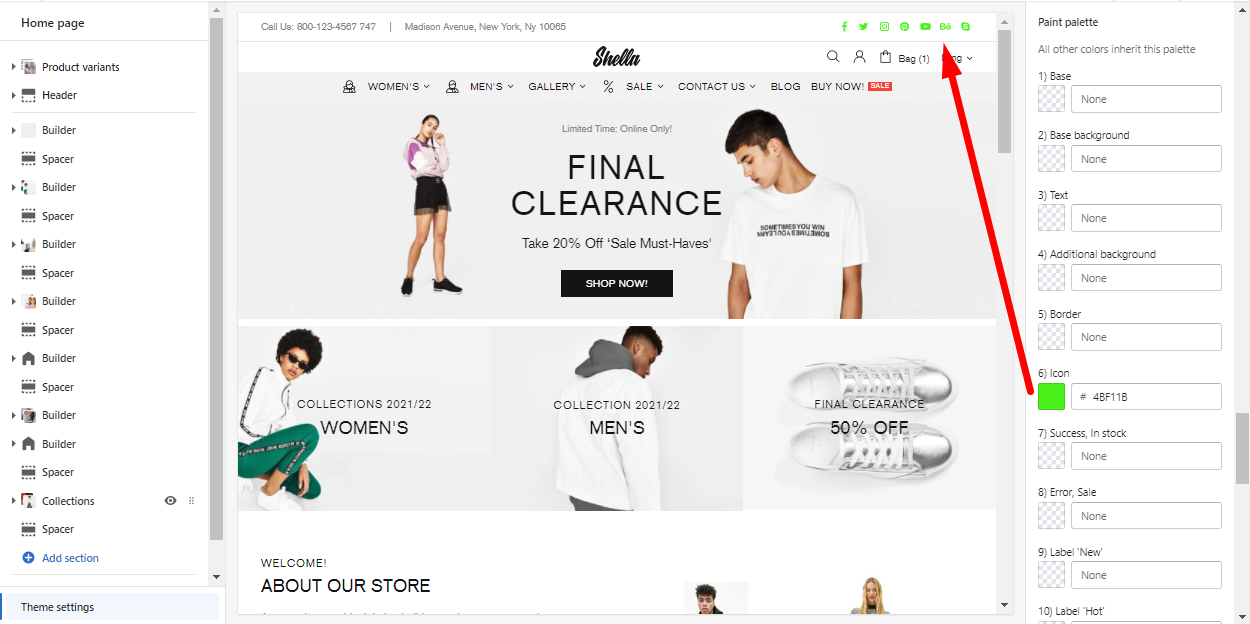 Home page
Product variants
Header
Builder
Spacer
Builder
Spacer
Builder
Spacer
Builder
Spacer
Builder
Spacer
Builder
Builder
Spacer
Collections
Spacer
Add section
Theme settings
Call Us: 800-123-4567 747 | Madison Avenue, New York, Ny 10065
Bē
Shella
Bag (1)
WOMEN'S MEN'S GALLERY % SALE CONTACT US BLOG BUY NOW! SALE
Limited Time: Online Only!
FINAL
CLEARANCE
Take 20% Off 'Sale Must-Haves'
SHOP NOW!
SOMETIMES YOU WIN
SOMETIMES YOU LEARN
COLLECTIONS 2021/22
WOMEN'S
COLLECTION 2021/22
MEN'S
FINAL CLEARANCE
50% OFF
WELCOME!
ABOUT OUR STORE
Paint palette
All other colors inherit this palette
1) Base
None
2) Base background
None
3) Text
None
4) Additional background
None
5) Border
None
6) Icon
# 4BF11B
7) Success, In stock
None
8) Error, Sale
None
9) Label 'New'
None
10) Label 'Hot'